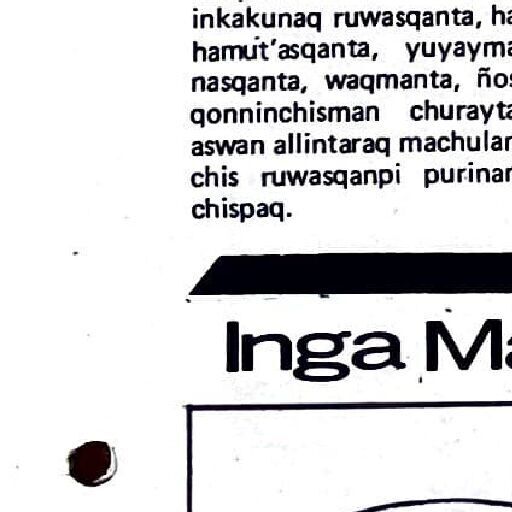 inkakunaq ruwasqanta, ha
hamut'asqanta, yuyayma
nasqanta, waqmanta, ños
qonninchisman churayta
aswan allintaraq machular
chis ruwasqanpi purinar
chispaq.
Inga Ma